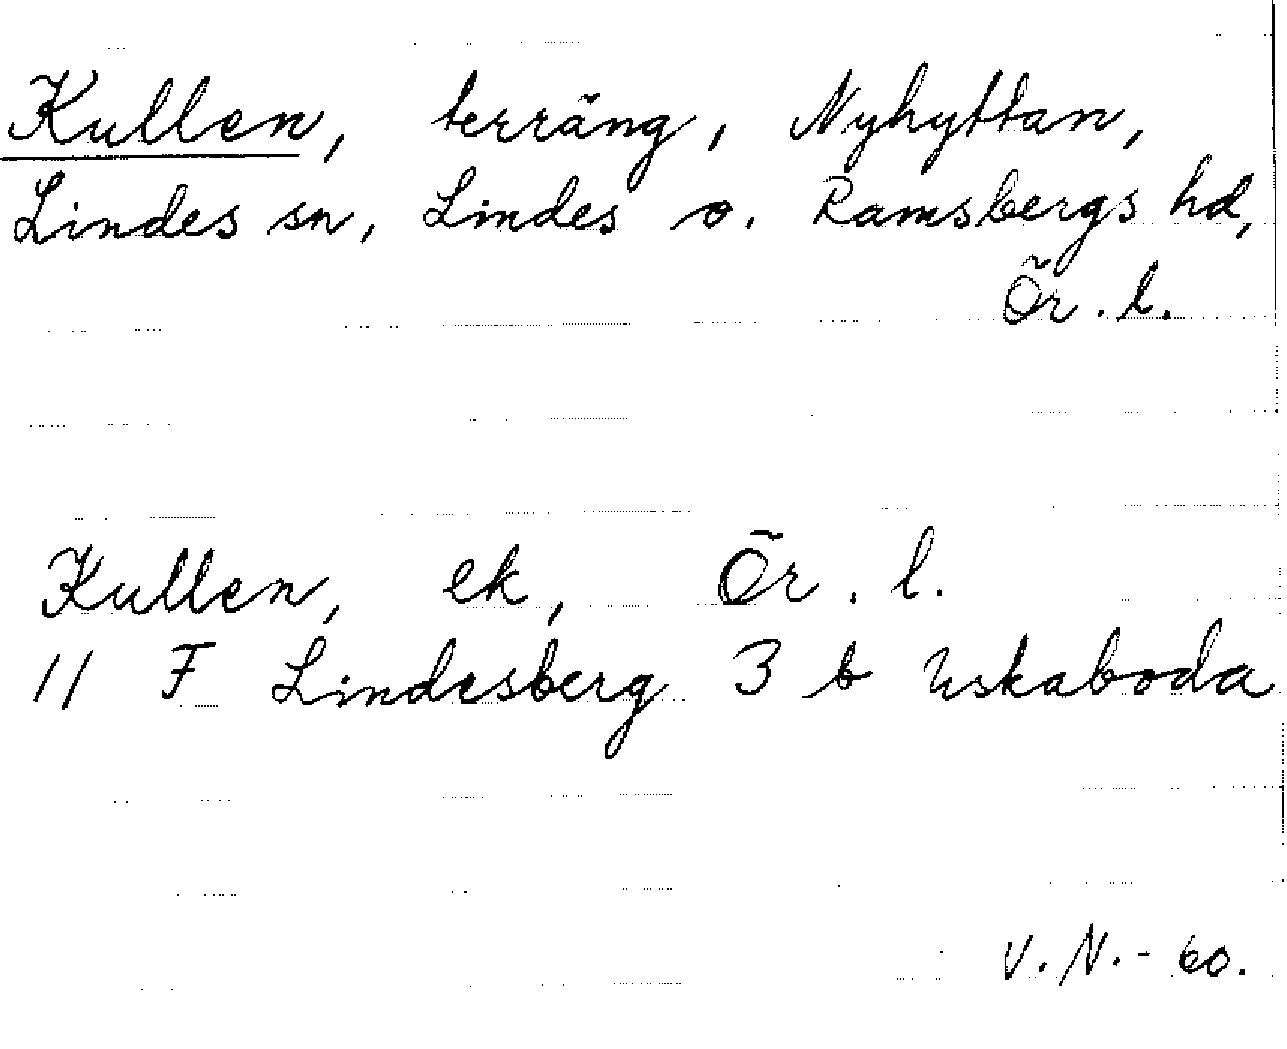 Kullen, terräng, Nyhyttan,
Lindes sn, Lindes o. Ramsbergs hd,
Ör. l.
Kullen, ek, Ör. l.
11 F Lindesberg 3 b Uskaboda
V. N. - 60.